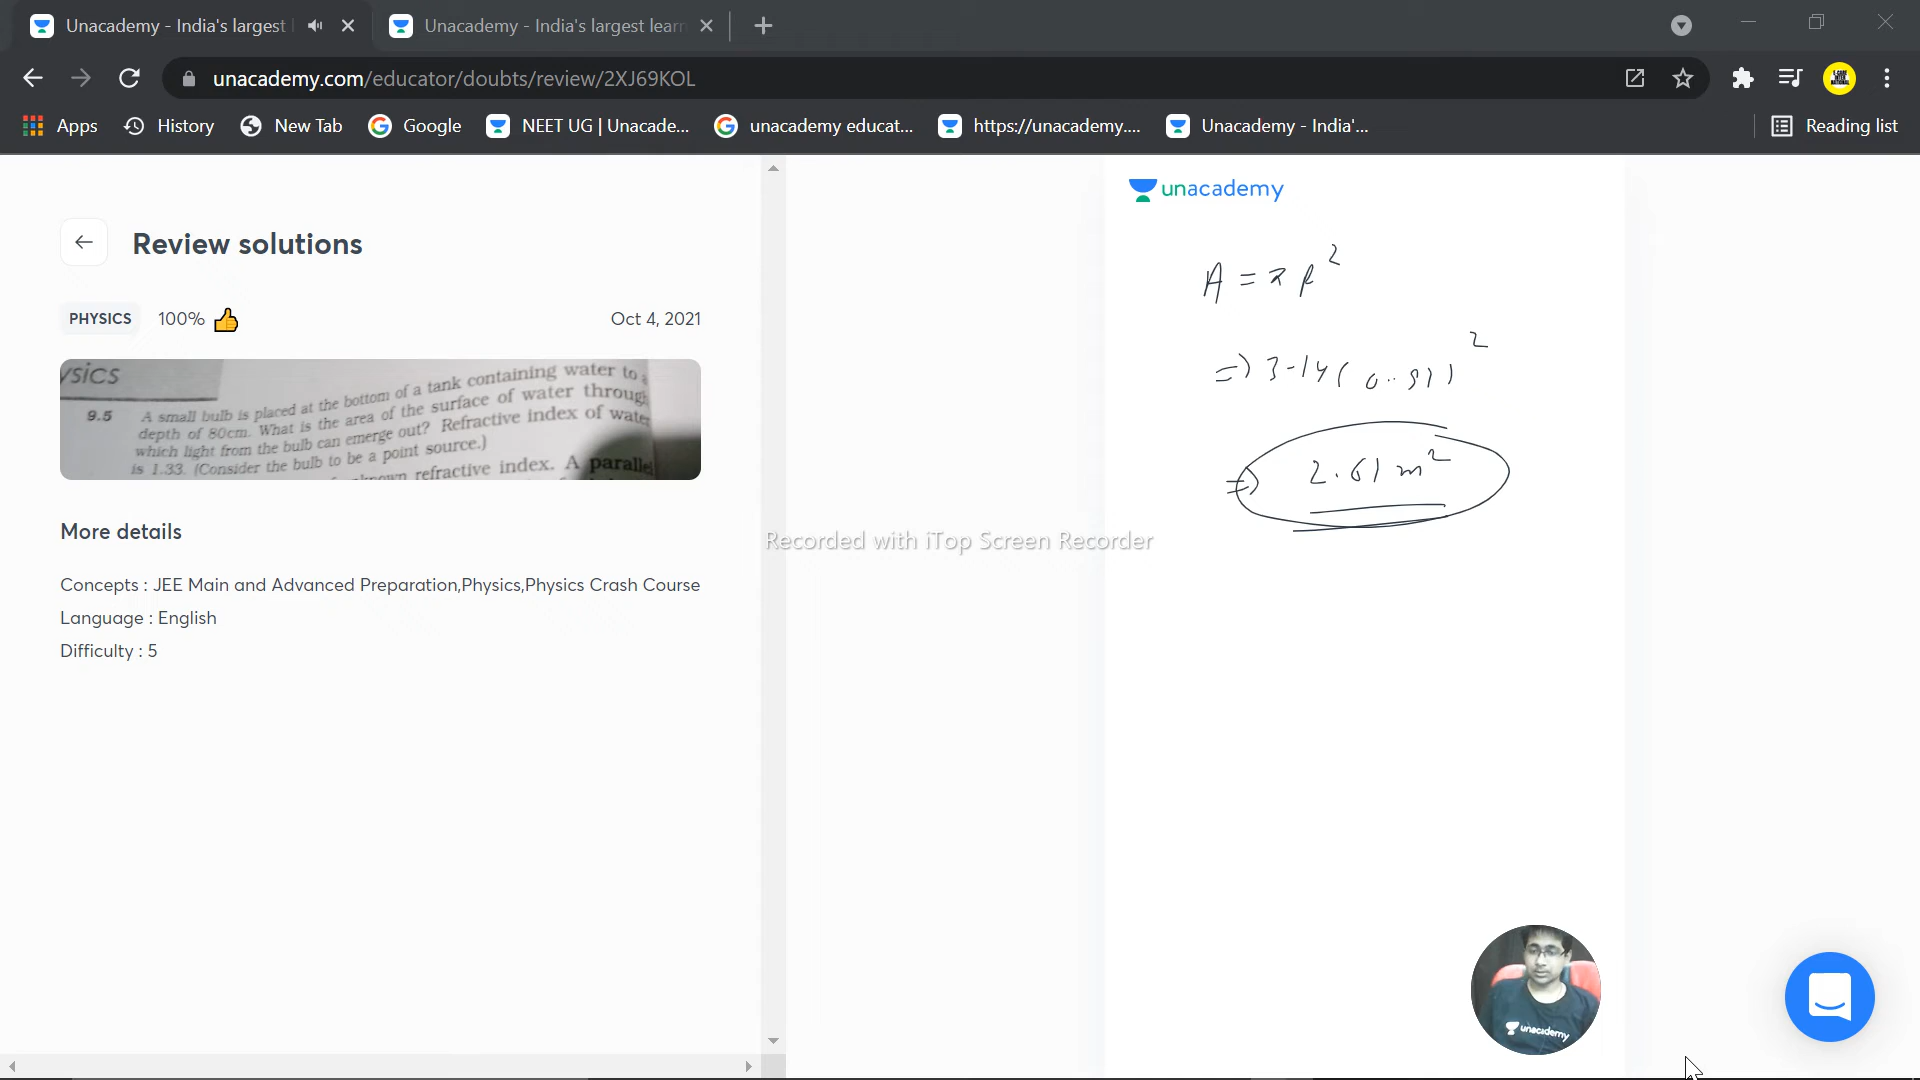 Unacademy - India's largest l
Unacademy - India's largest learn
unacademy.com/educator/doubts/review/2XJ69KOL
Apps
History
New Tab
Google
NEET UG | Unacade...
unacademy educat...
https://unacademy....
Unacademy - India'...
Reading list
Review solutions
PHYSICS
100%
Oct 4, 2021
ysics
9.5 A small bulb is placed at the bottom of a tank containing water to a
depth of 80cm. What is the area of the surface of water through
which light from the bulb can emerge out? Refractive index of water
is 1.33. (Consider the bulb to be a point source.)
refractive index. A parallel
More details
Concepts : JEE Main and Advanced Preparation,Physics,Physics Crash Course
Language : English
Difficulty : 5
unacademy
A = π r²
=) 3.14 ( 0.91 )²
=) 2.61 m²
Recorded with iTop Screen Recorder
unacademy